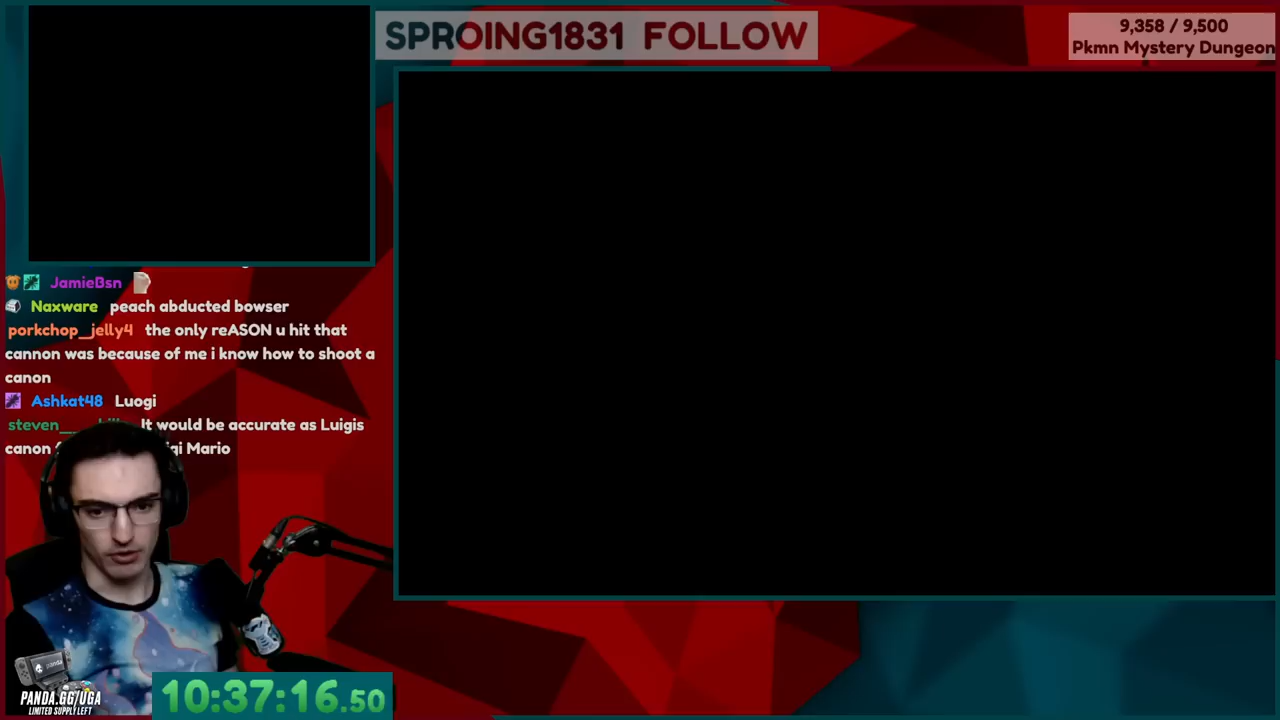 SPROING1831 FOLLOW
9,358 / 9,500
Pkmn Mystery Dungeon
JamieBsn
Naxware peach abducted bowser
porkchop_jelly4 the only reASON u hit that
cannon was because of me i know how to shoot a
canon
Ashkat48 Luogi
It would be accurate as Luigis
canon Mario
PANDA.GG/UGA
LIMITED SUPPLY LEFT
10:37:16.50